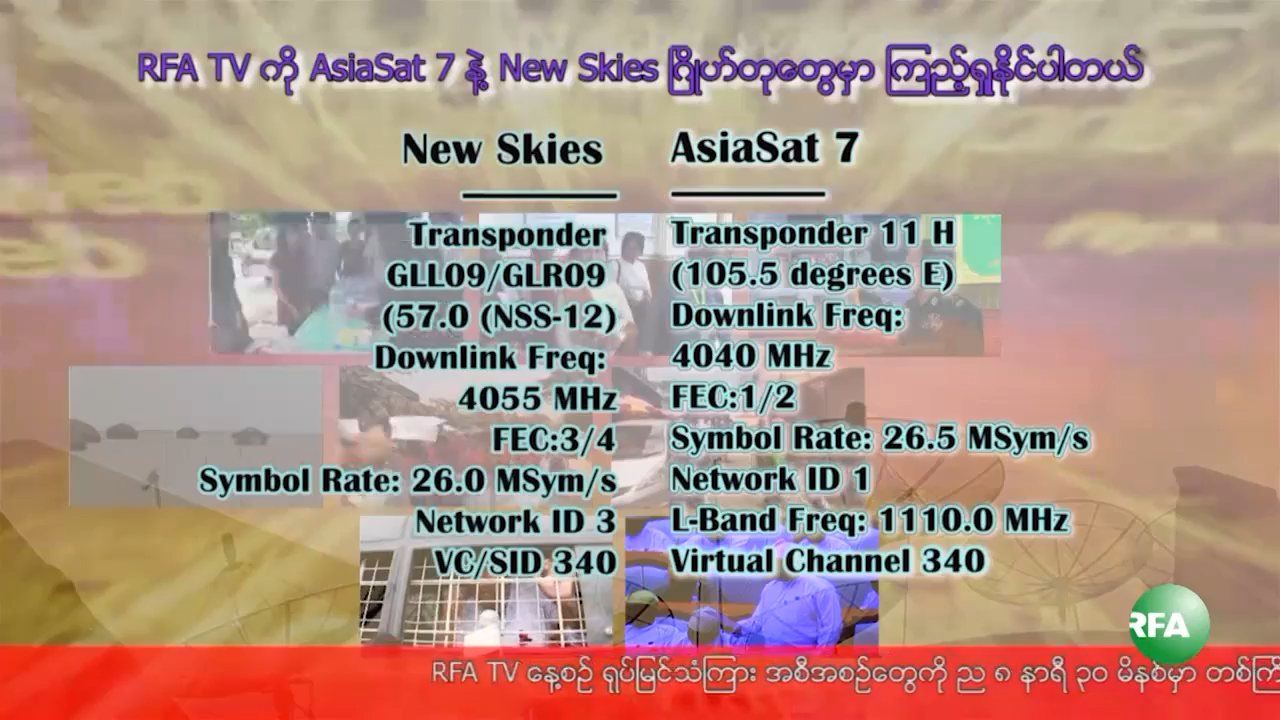 RFA TV ကို AsiaSat 7 နဲ့ New Skies ဂြိုဟ်တုတွေမှာ ကြည့်ရှုနိုင်ပါတယ်
New Skies
Transponder
GLL09/GLR09
(57.0 (NSS-12)
Downlink Freq:
4055 MHz
FEC:3/4
Symbol Rate: 26.0 MSym/s
Network ID 3
VC/SID 340
AsiaSat 7
Transponder 11 H
(105.5 degrees E)
Downlink Freq:
4040 MHz
FEC:1/2
Symbol Rate: 26.5 MSym/s
Network ID 1
L-Band Freq: 1110.0 MHz
Virtual Channel 340
RFA
RFA TV နေ့စဉ် ရုပ်မြင်သံကြား အစီအစဉ်တွေကို ည ၈ နာရီ ၃၀ မိနစ်မှာ